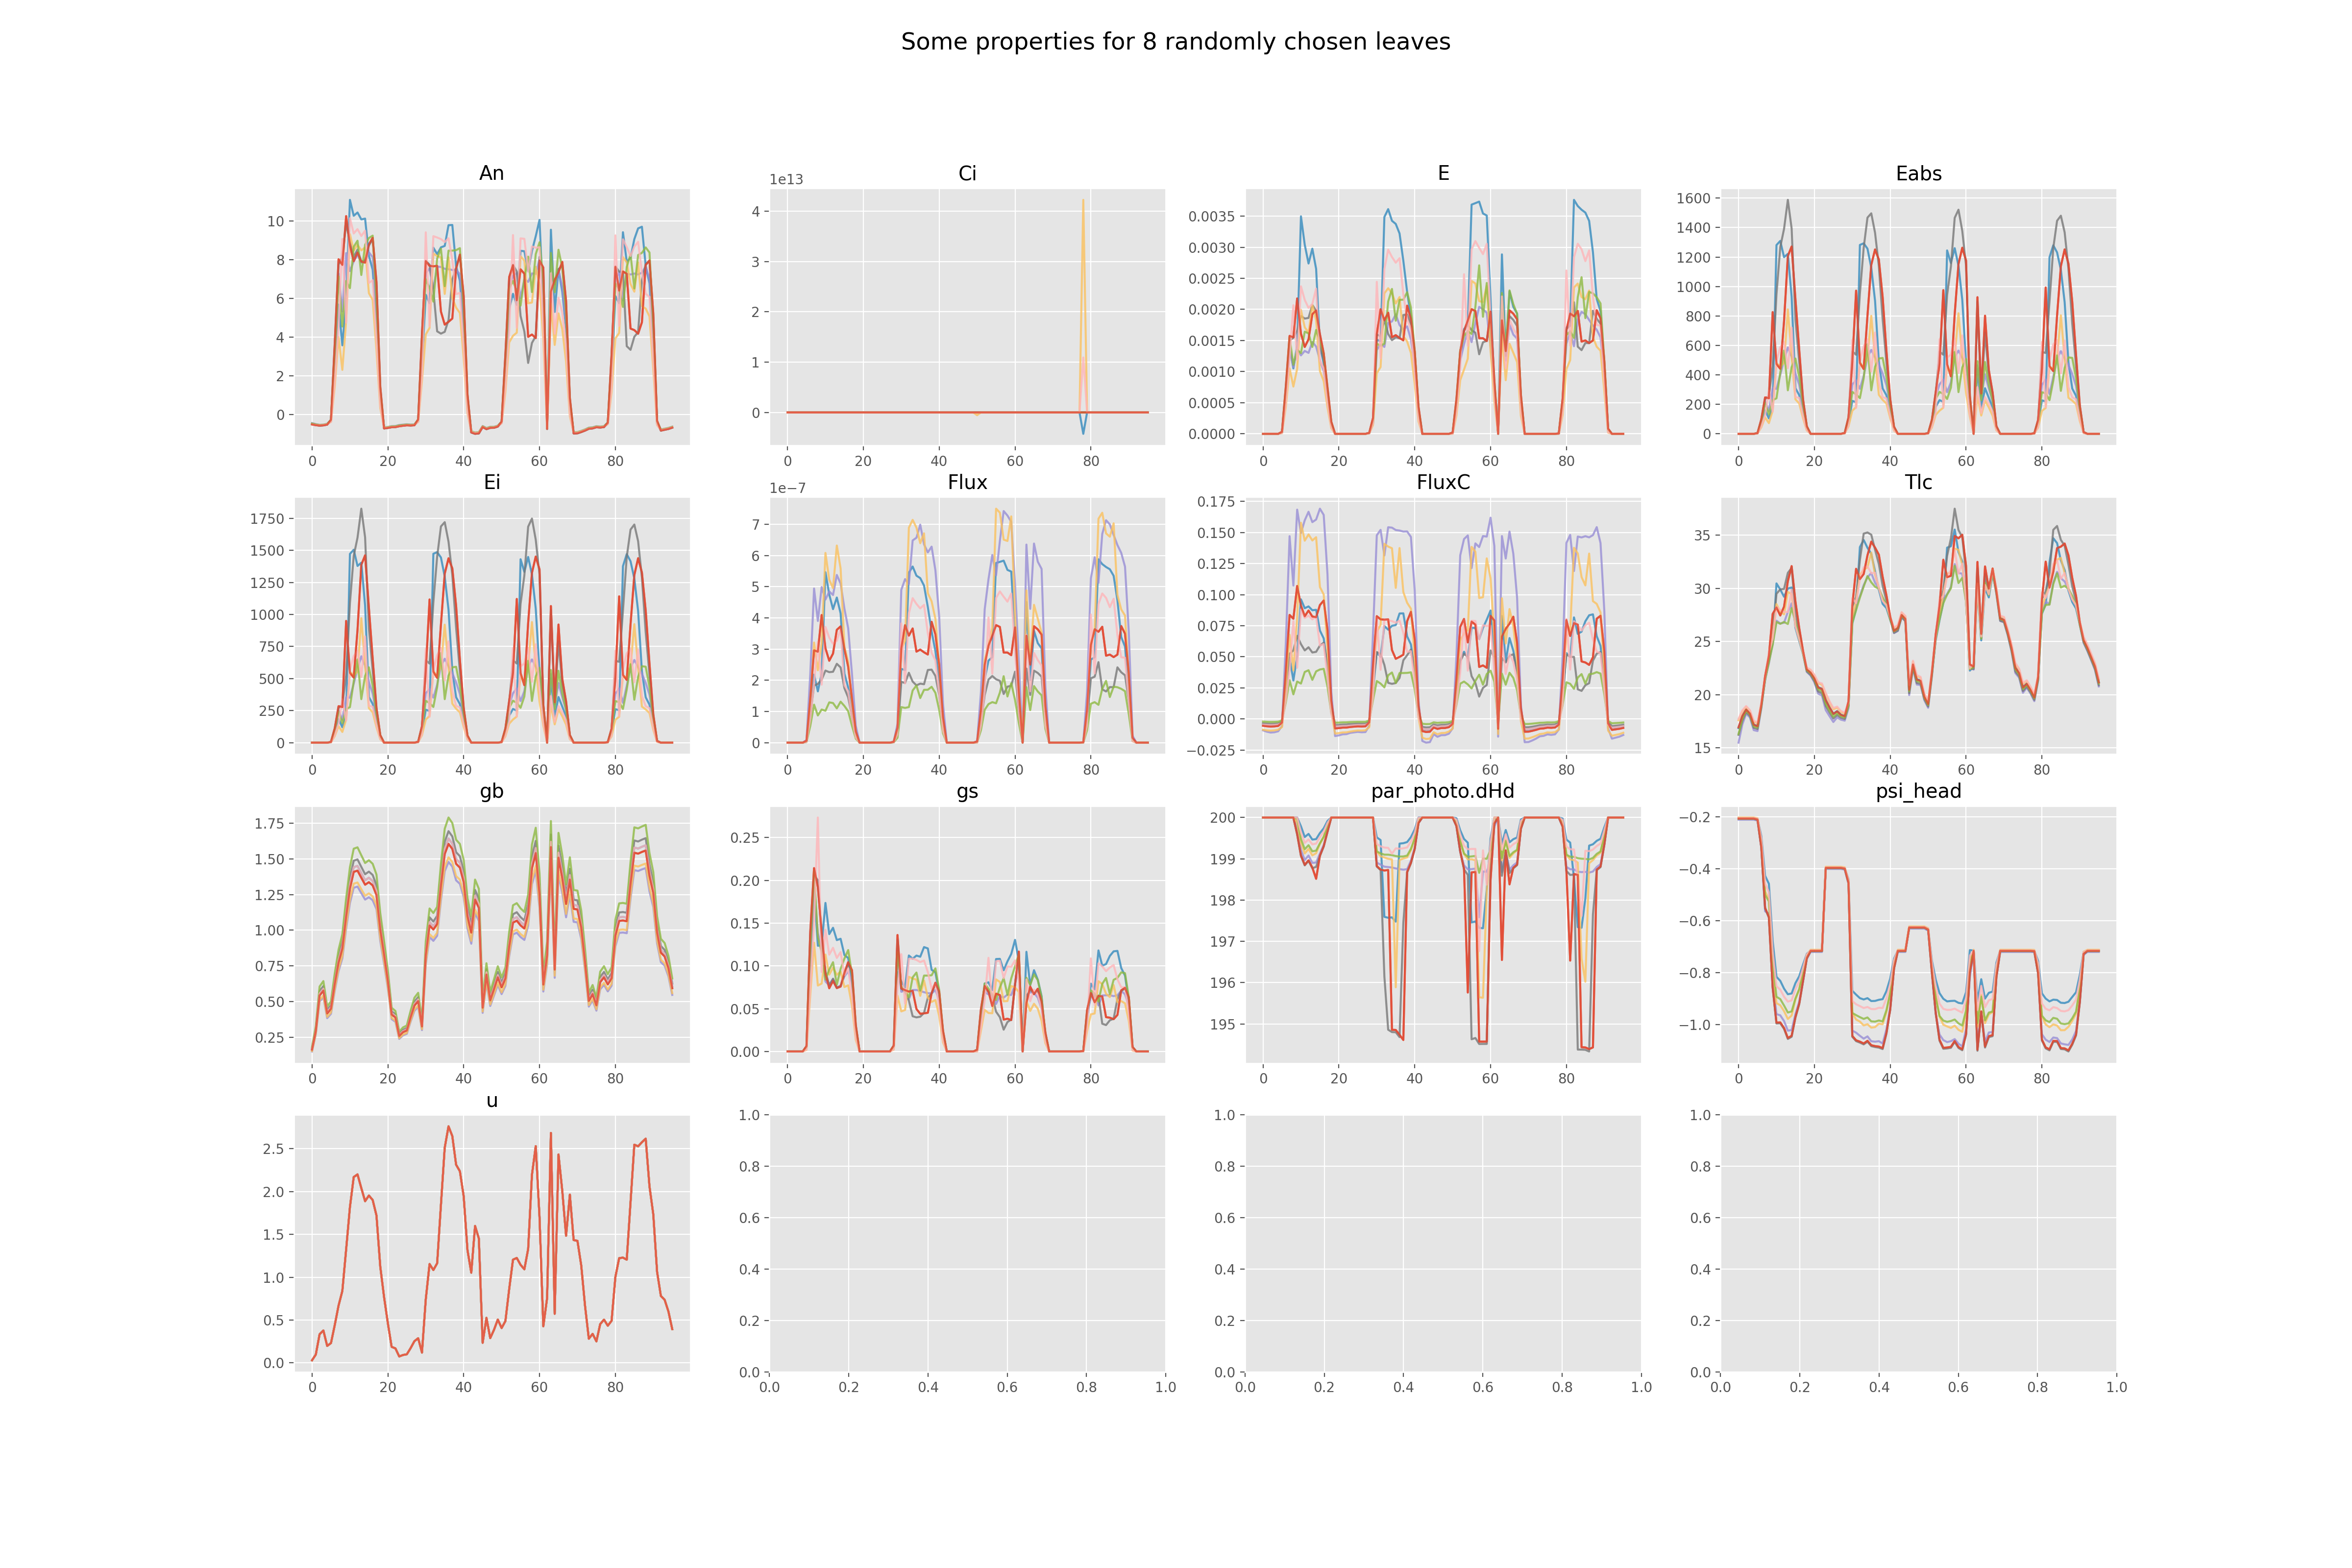 Some properties for 8 randomly chosen leaves
An Ci E Eabs
1e13
10 8 6 4 2 0
0 20 40 60 80
4 3 2 1 0
0 20 40 60 80
0.0035 0.0030 0.0025 0.0020 0.0015 0.0010 0.0005 0.0000
0 20 40 60 80
1600 1400 1200 1000 800 600 400 200 0
0 20 40 60 80
Ei Flux FluxC Tlc
1e−7
1750 1500 1250 1000 750 500 250 0
0 20 40 60 80
7 6 5 4 3 2 1 0
0 20 40 60 80
0.175 0.150 0.125 0.100 0.075 0.050 0.025 0.000 −0.025
0 20 40 60 80
35 30 25 20 15
0 20 40 60 80
gb gs par_photo.dHd psi_head
1.75 1.50 1.25 1.00 0.75 0.50 0.25
0 20 40 60 80
0.25 0.20 0.15 0.10 0.05 0.00
0 20 40 60 80
200 199 198 197 196 195
0 20 40 60 80
−0.2 −0.4 −0.6 −0.8 −1.0
0 20 40 60 80
u
2.5 2.0 1.5 1.0 0.5 0.0
0 20 40 60 80
1.0 0.8 0.6 0.4 0.2 0.0
0.0 0.2 0.4 0.6 0.8 1.0
1.0 0.8 0.6 0.4 0.2 0.0
0.0 0.2 0.4 0.6 0.8 1.0
1.0 0.8 0.6 0.4 0.2 0.0
0.0 0.2 0.4 0.6 0.8 1.0